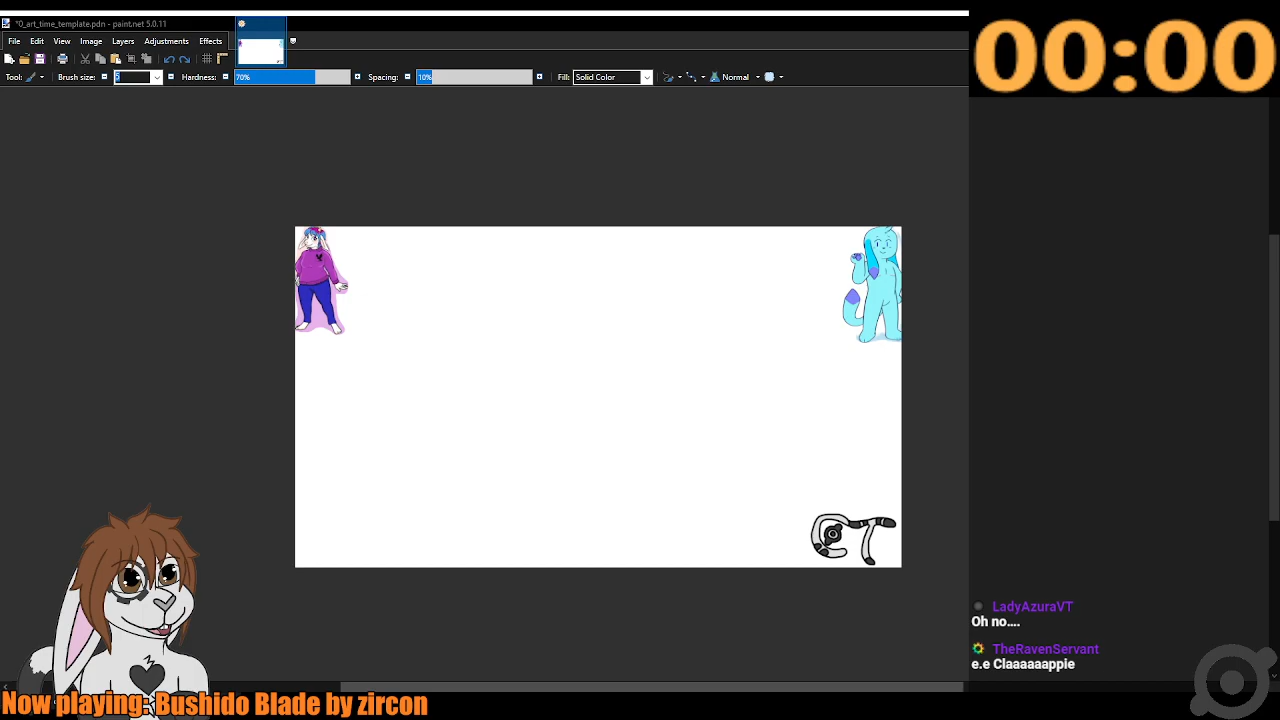 *0_art_time_template.pdn - paint.net 5.0.11
File Edit View Image Layers Adjustments Effects
Tool: Brush size: 5 Hardness: 70% Spacing: 10% Fill: Solid Color Normal
00:00
CT
LadyAzuraVT
Oh no....
TheRavenServant
e.e Claaaaaappie
Now playing: Bushido Blade by zircon